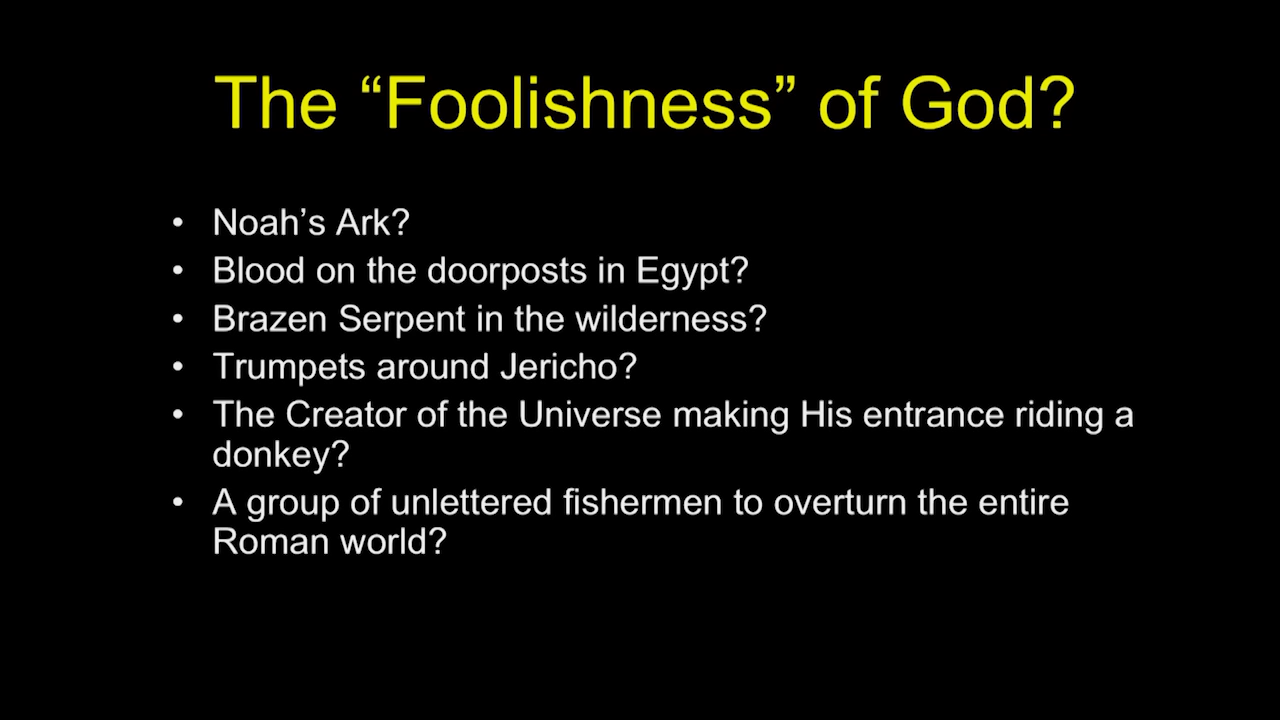 The “Foolishness” of God?
• Noah’s Ark?
• Blood on the doorposts in Egypt?
• Brazen Serpent in the wilderness?
• Trumpets around Jericho?
• The Creator of the Universe making His entrance riding a
donkey?
• A group of unlettered fishermen to overturn the entire
Roman world?